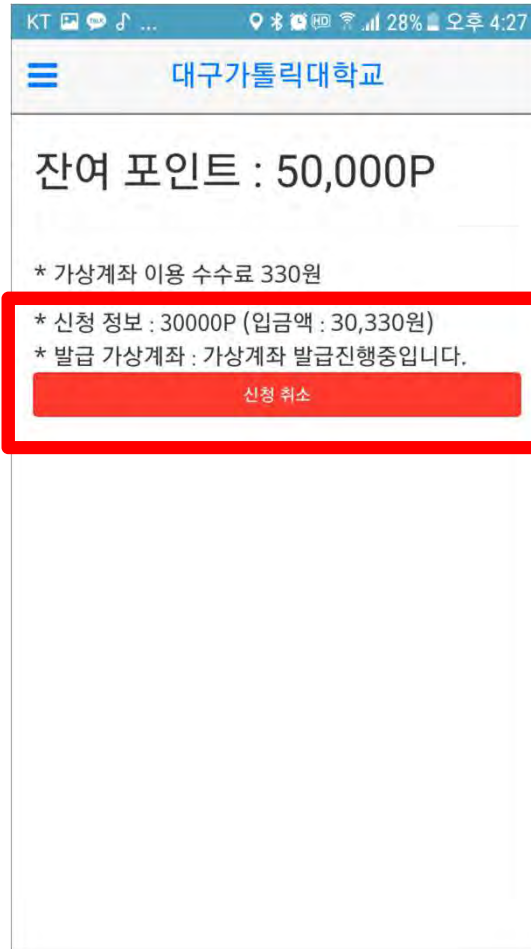 KT ... 28% 오후 4:27
대구가톨릭대학교
잔여 포인트 : 50,000P
* 가상계좌 이용 수수료 330원
* 신청 정보 : 30000P (입금액 : 30,330원)
* 발급 가상계좌 : 가상계좌 발급진행중입니다.
신청 취소